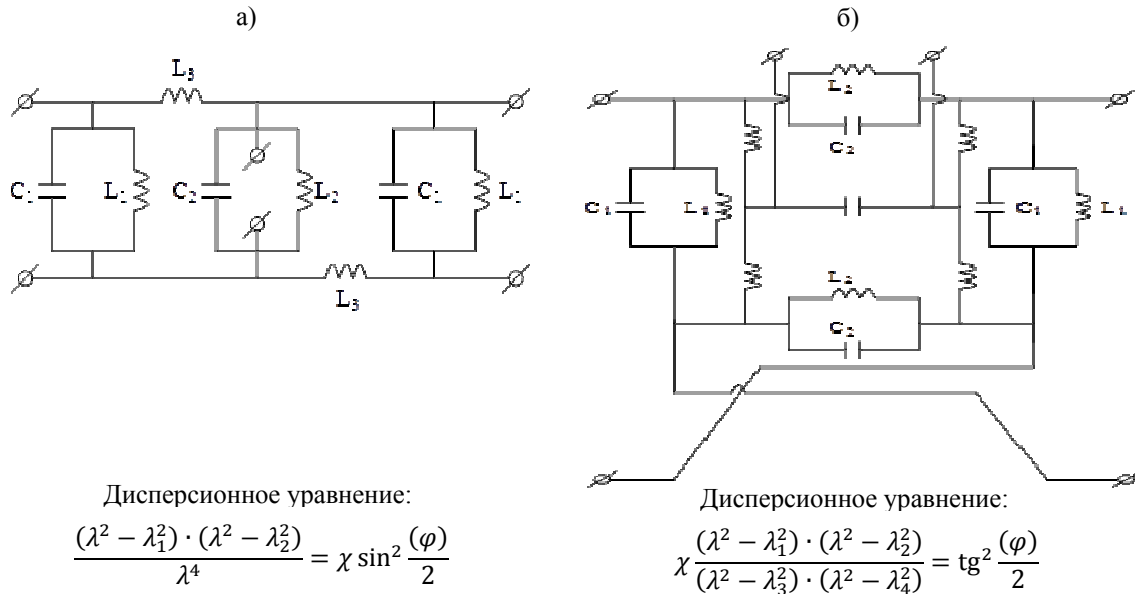 а)
L₃
C₁ L₁ C₂ L₂ C₁ L₁
L₃
Дисперсионное уравнение:
(λ² − λ₁²) · (λ² − λ₂²) / λ⁴ = χ sin² (φ)/2
б)
L₂
C₂
C₁ L₁ C₁ L₁
L₂
C₂
Дисперсионное уравнение:
χ (λ² − λ₁²) · (λ² − λ₂²) / (λ² − λ₃²) · (λ² − λ₄²) = tg² (φ)/2